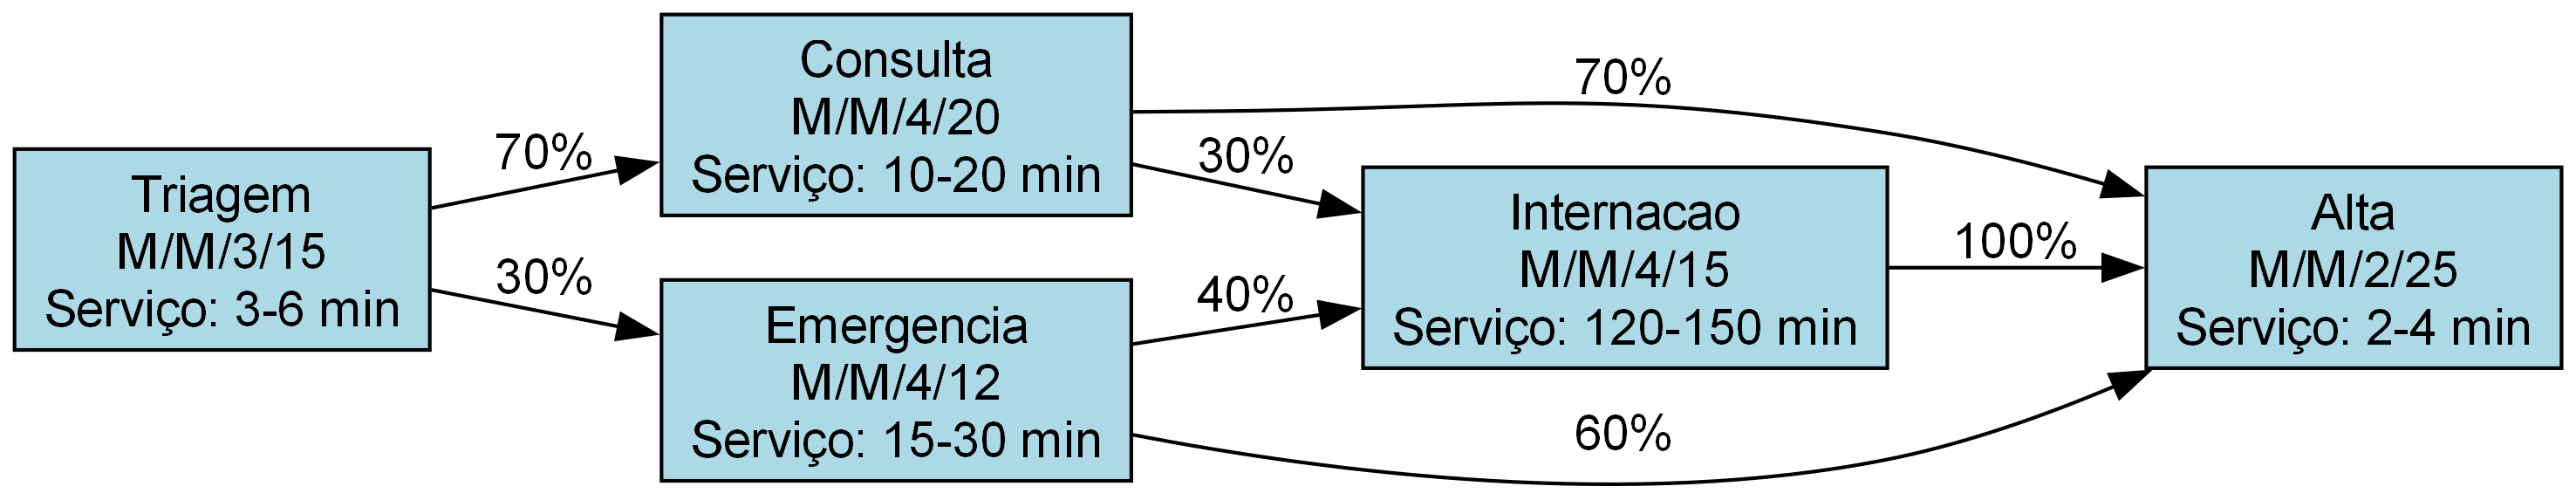 Triagem
M/M/3/15
Serviço: 3-6 min
70%
30%
Consulta
M/M/4/20
Serviço: 10-20 min
Emergencia
M/M/4/12
Serviço: 15-30 min
70%
30%
40%
60%
Internacao
M/M/4/15
Serviço: 120-150 min
100%
Alta
M/M/2/25
Serviço: 2-4 min